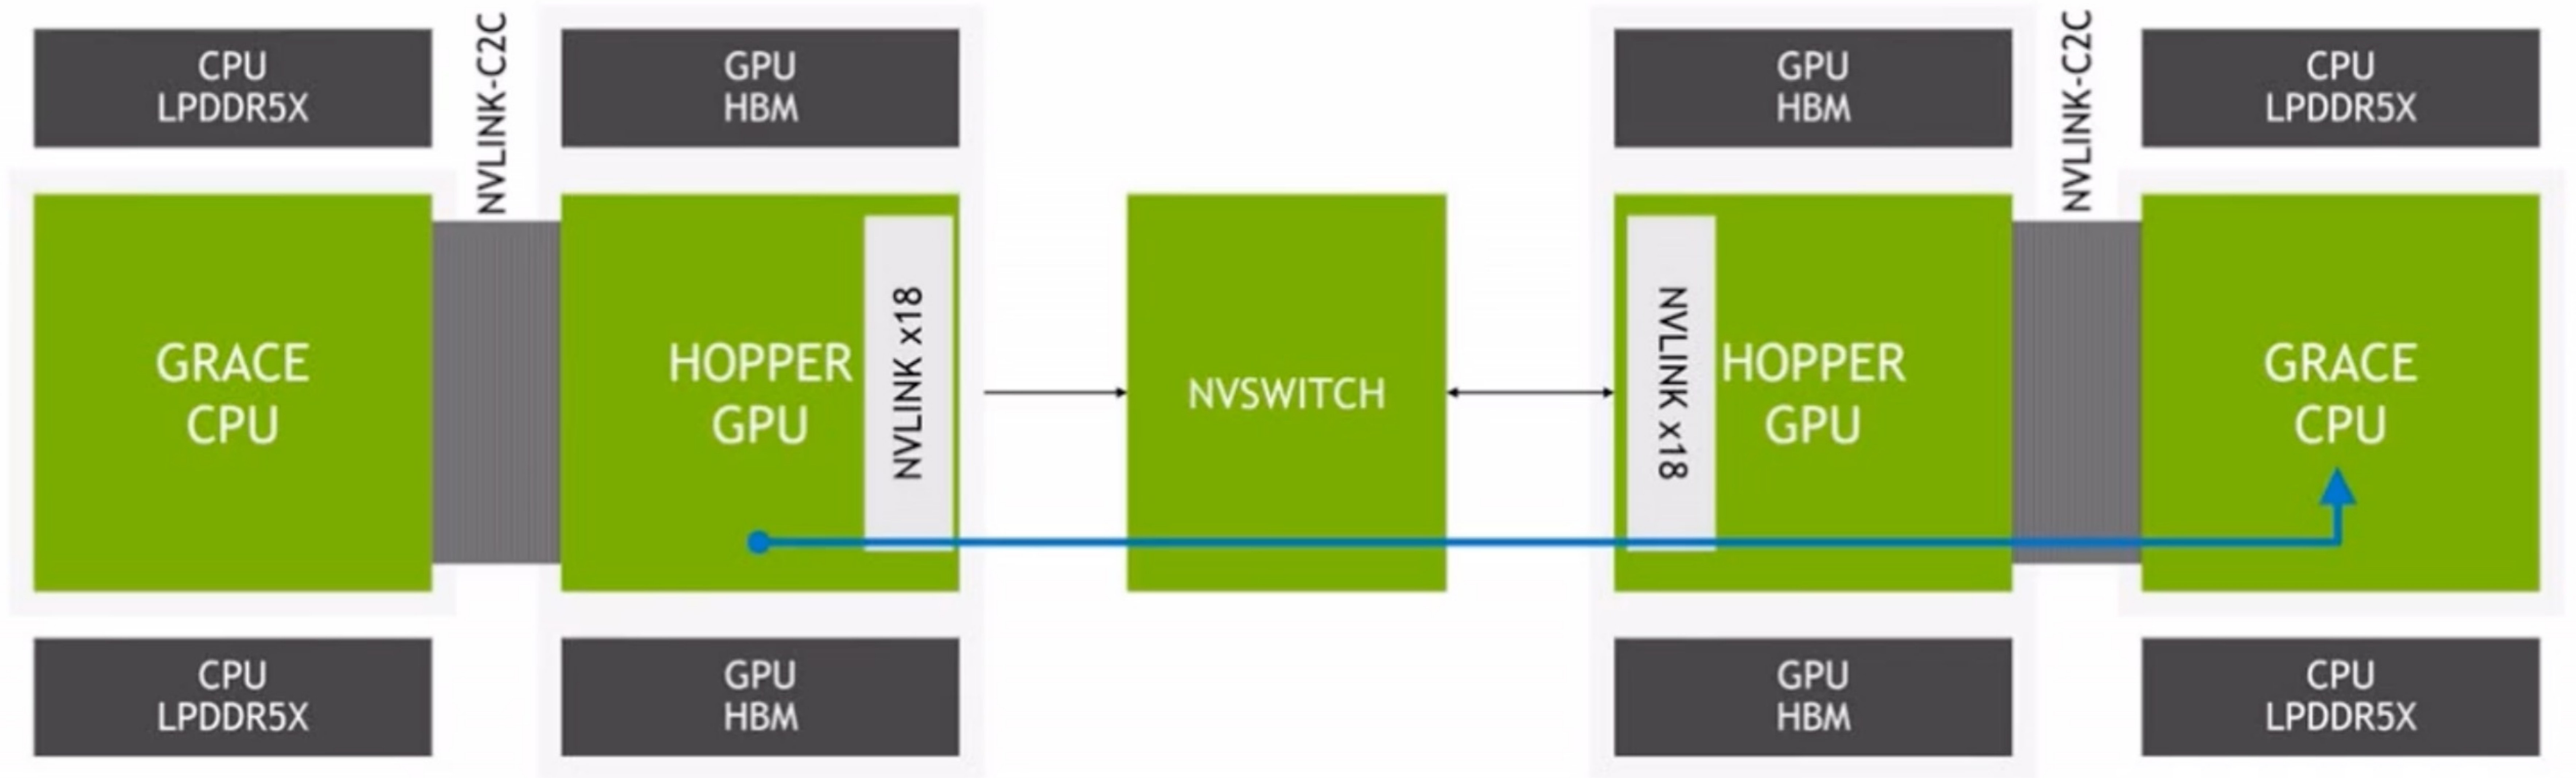 CPU
LPDDR5X
NVLINK-C2C
GPU
HBM
GPU
HBM
NVLINK-C2C
CPU
LPDDR5X
GRACE
CPU
HOPPER
GPU
NVLINK x18
NVSWITCH
NVLINK x18
HOPPER
GPU
GRACE
CPU
CPU
LPDDR5X
GPU
HBM
GPU
HBM
CPU
LPDDR5X